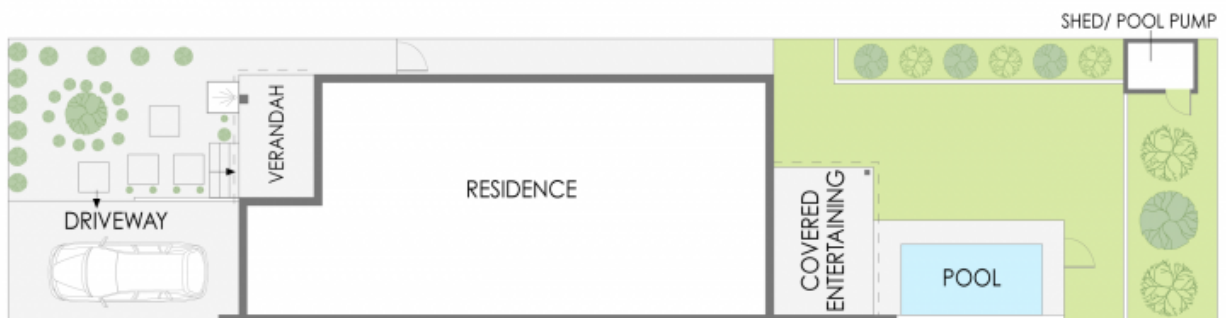 SHED/ POOL PUMP
VERANDAH
RESIDENCE
DRIVEWAY
COVERED
ENTERTAINING
POOL